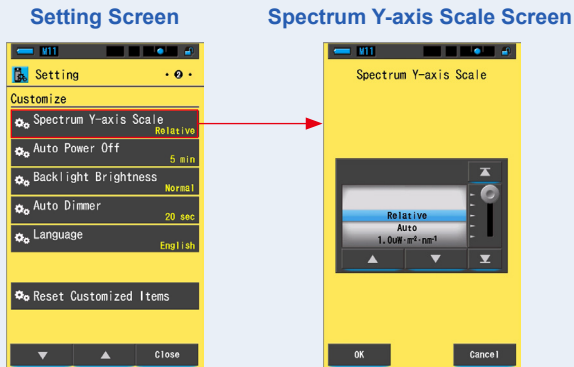 Setting Screen
Spectrum Y-axis Scale Screen
M11
Setting
• ❷ •
Customize
Spectrum Y-axis Scale
Relative
Auto Power Off
5 min
Backlight Brightness
Normal
Auto Dimmer
20 sec
Language
English
Reset Customized Items
▼
▲
Close
M11
Spectrum Y-axis Scale
Relative
Auto
1.0uW·m⁻²·nm⁻¹
OK
Cancel